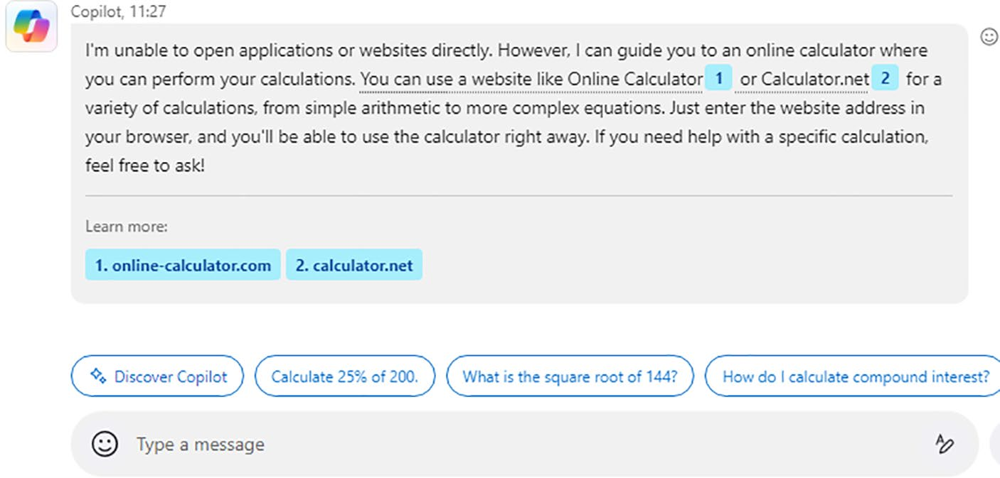 Copilot, 11:27
I'm unable to open applications or websites directly. However, I can guide you to an online calculator where
you can perform your calculations. You can use a website like Online Calculator 1 or Calculator.net 2 for a
variety of calculations, from simple arithmetic to more complex equations. Just enter the website address in
your browser, and you'll be able to use the calculator right away. If you need help with a specific calculation,
feel free to ask!
Learn more:
1. online-calculator.com 2. calculator.net
Discover Copilot Calculate 25% of 200. What is the square root of 144? How do I calculate compound interest?
Type a message